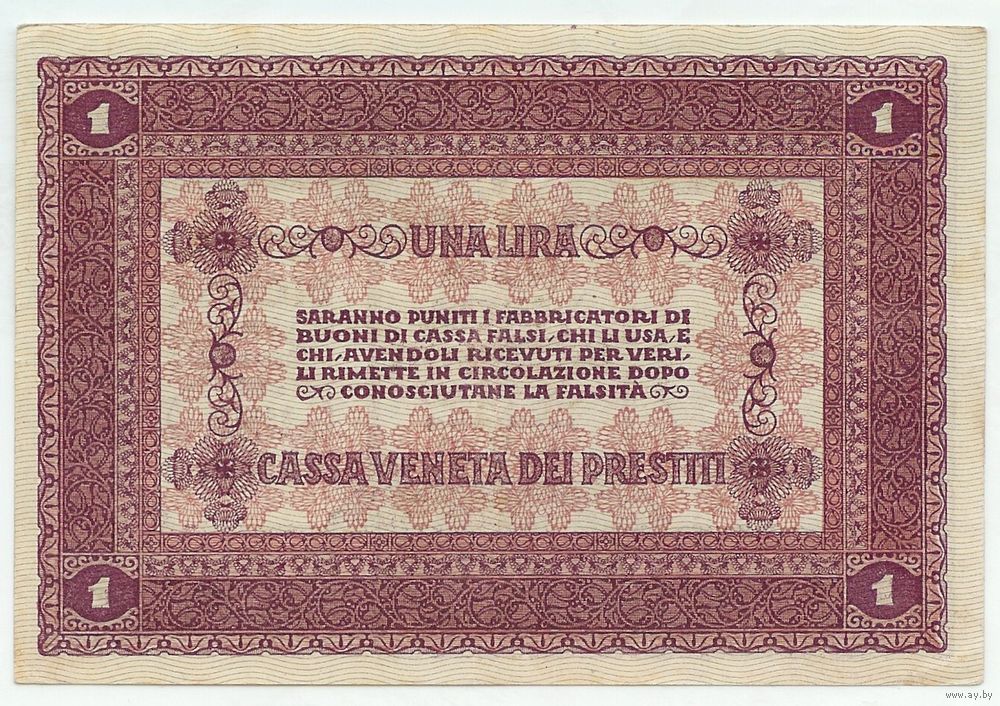 1 1
UNA LIRA
SARANNO PUNITI I FABBRICATORI DI
BUONI DI CASSA FALSI, CHI LI USA, E
CHI, AVENDOLI RICEVUTI PER VERI,
LI RIMETTE IN CIRCOLAZIONE DOPO
CONOSCIUTANE LA FALSITÀ
CASSA VENETA DEI PRESTITI
1 1
www.ay.by